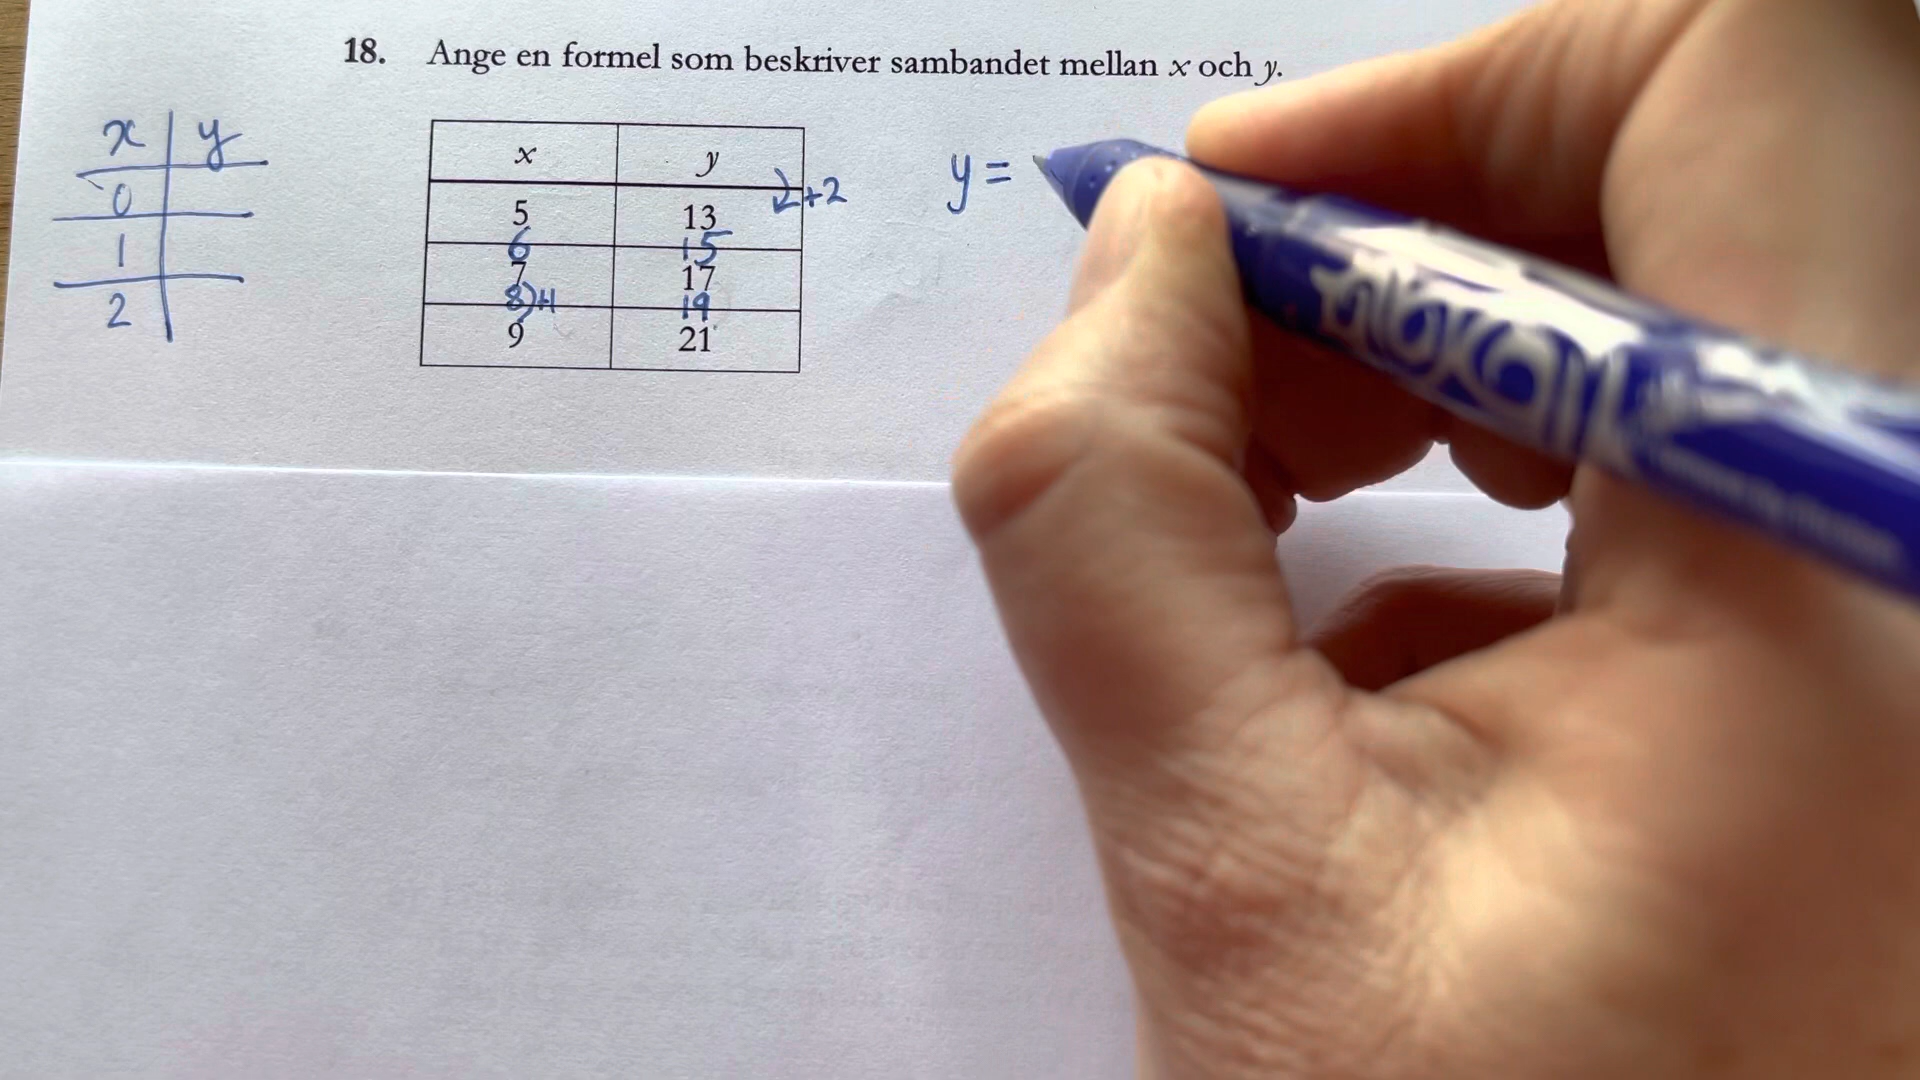 18. Ange en formel som beskriver sambandet mellan x och y.
x y
0
1
2
x y
+2
5 13
6 15
7 17
8 +1 19
9 21
y =